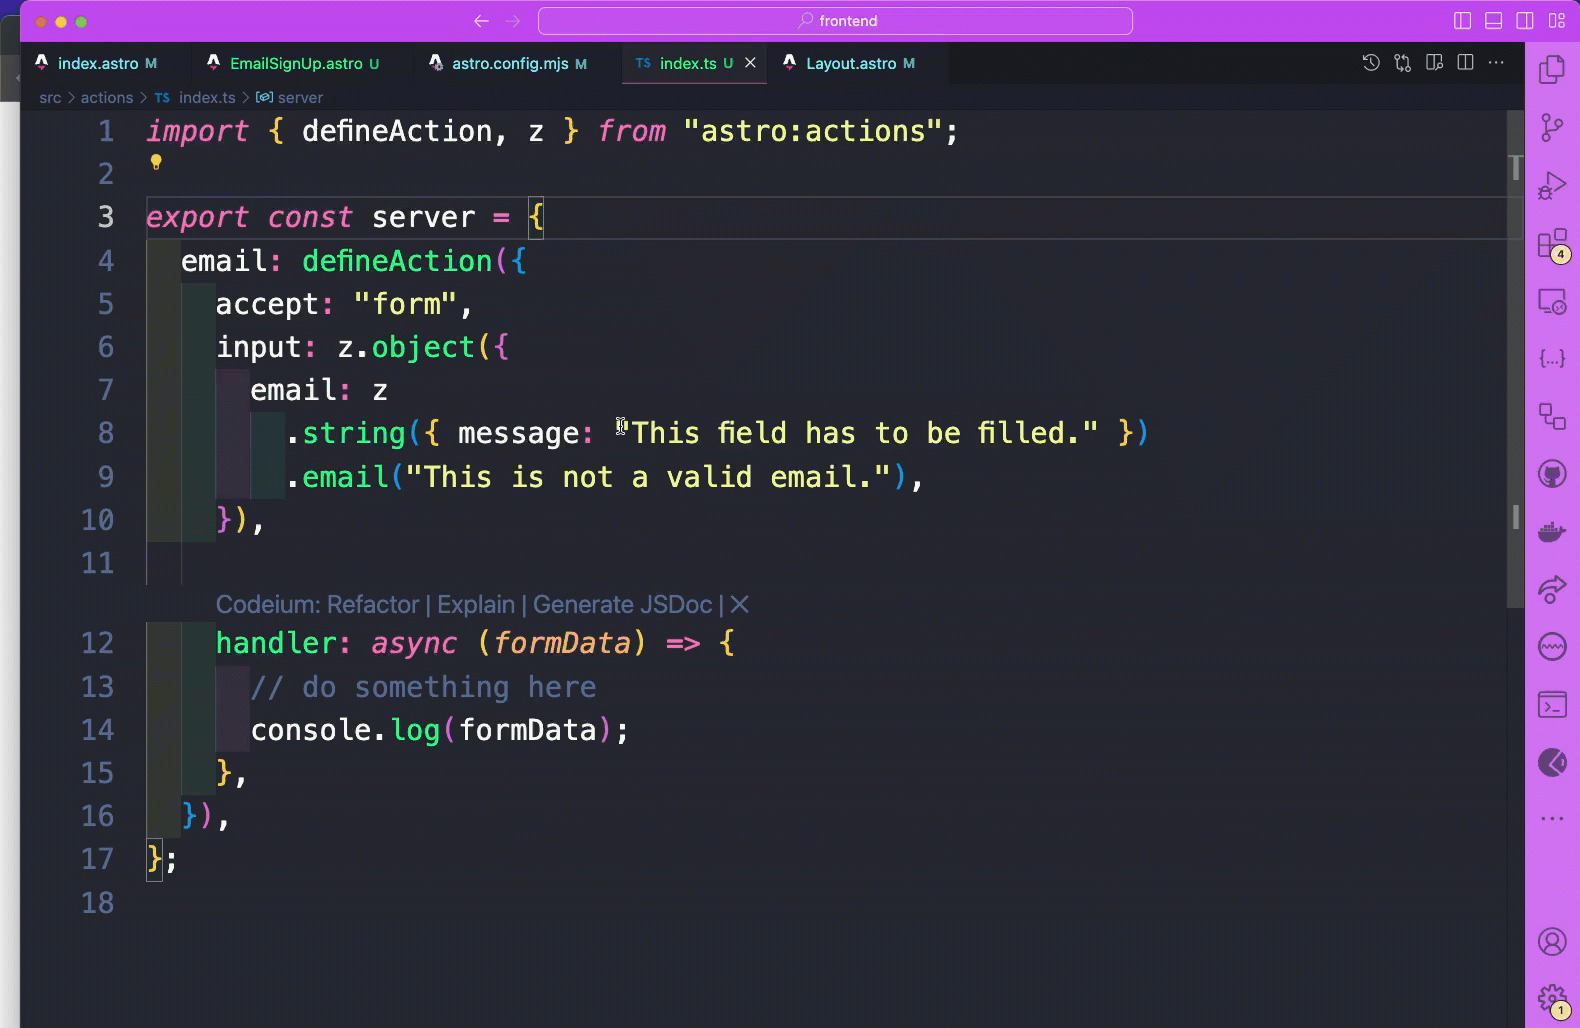 frontend
index.astro M
EmailSignUp.astro U
astro.config.mjs M
TS index.ts U
Layout.astro M
src > actions > TS index.ts > server
1 import { defineAction, z } from "astro:actions";
2
3 export const server = {
4 email: defineAction({
5 accept: "form",
6 input: z.object({
7 email: z
8 .string({ message: "This field has to be filled." })
9 .email("This is not a valid email."),
10 }),
11
Codeium: Refactor | Explain | Generate JSDoc | ✕
12 handler: async (formData) => {
13 // do something here
14 console.log(formData);
15 },
16 }),
17 };
18
4
1